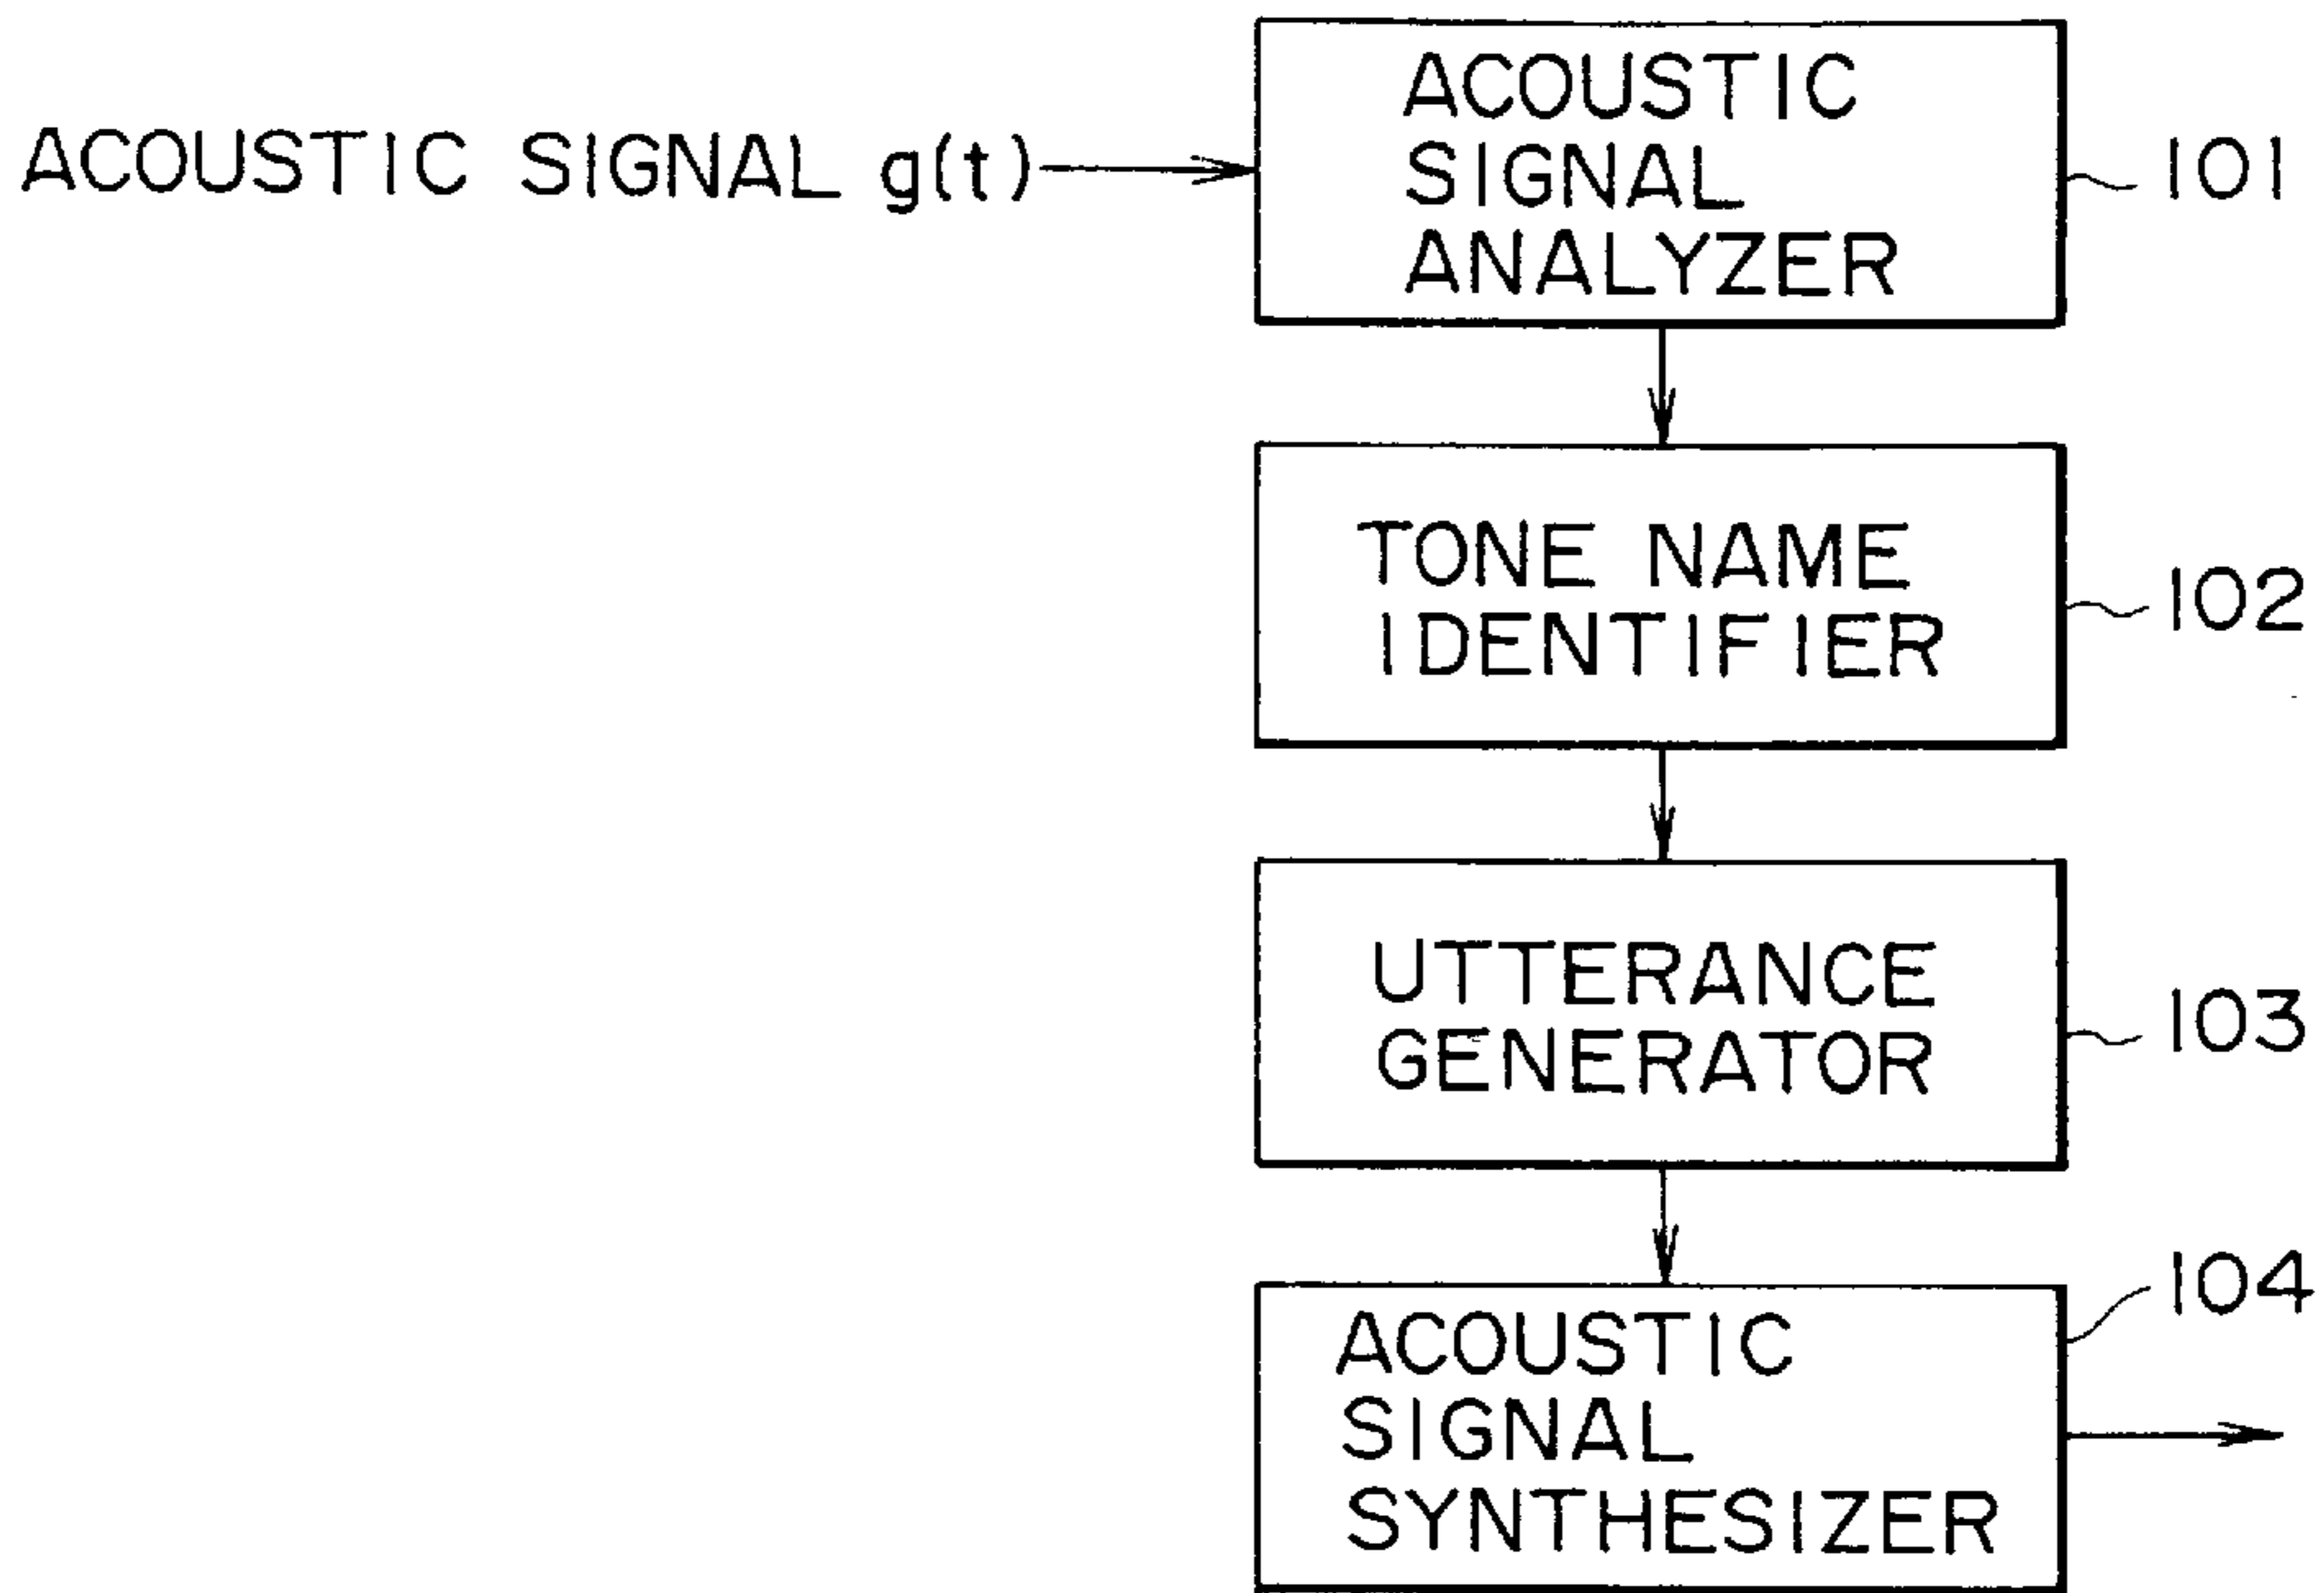 ACOUSTIC SIGNAL g(t)
ACOUSTIC
SIGNAL
ANALYZER
101
TONE NAME
IDENTIFIER
102
UTTERANCE
GENERATOR
103
ACOUSTIC
SIGNAL
SYNTHESIZER
104